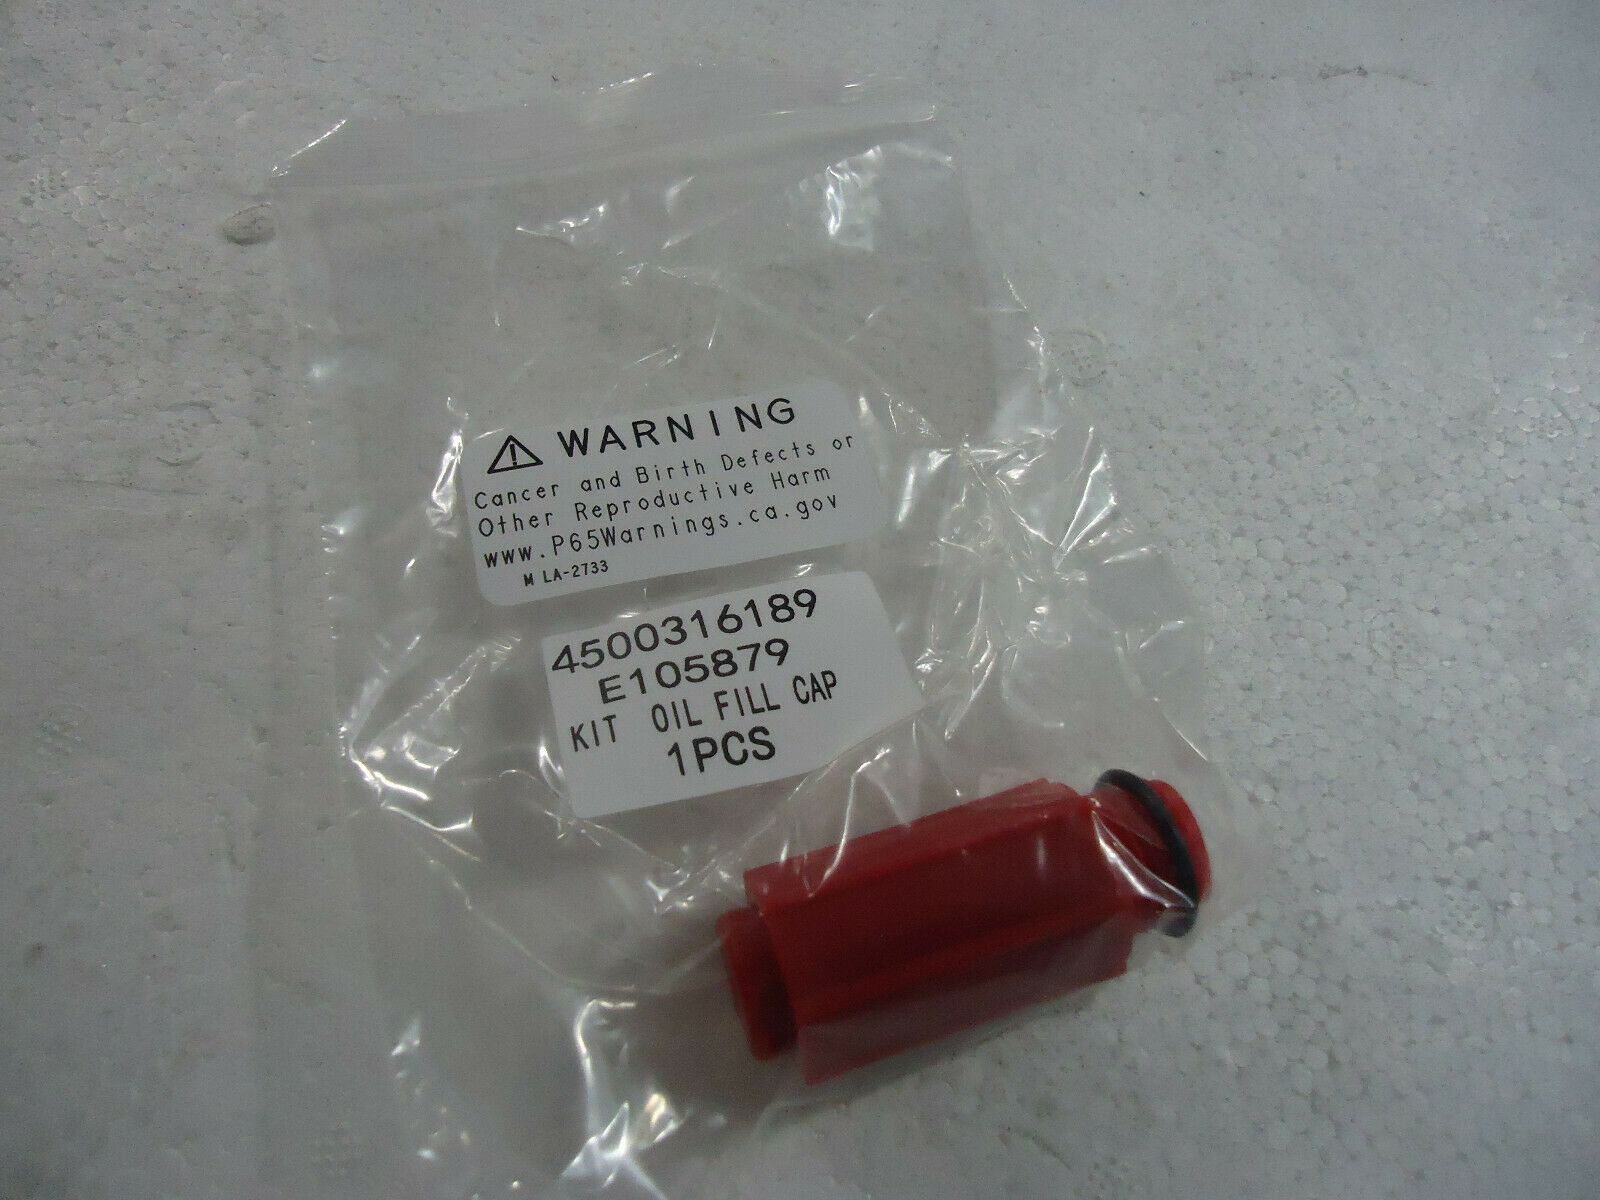 WARNING
Cancer and Birth Defects or
Other Reproductive Harm
www.P65Warnings.ca.gov
M LA-2733
4500316189
E105879
KIT OIL FILL CAP
1PCS